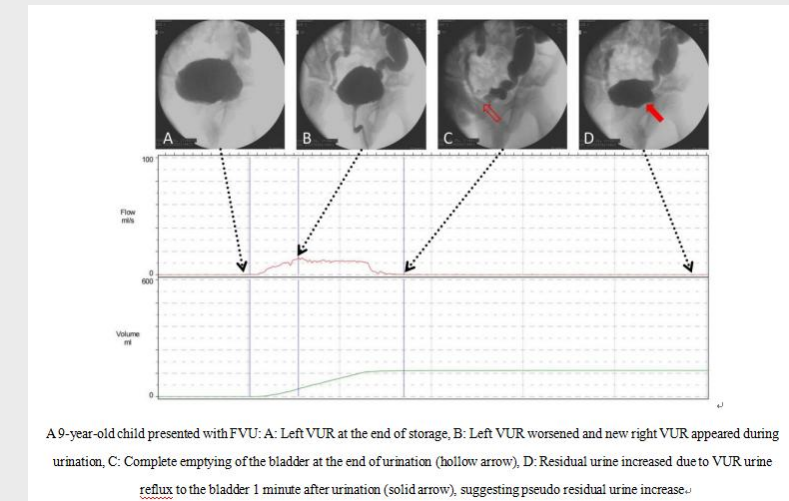 A
B
C
D
100
Flow
ml/s
0
600
Volume
ml
0
A 9-year-old child presented with FVU: A: Left VUR at the end of storage, B: Left VUR worsened and new right VUR appeared during
urination, C: Complete emptying of the bladder at the end of urination (hollow arrow), D: Residual urine increased due to VUR urine
reflux to the bladder 1 minute after urination (solid arrow), suggesting pseudo residual urine increase